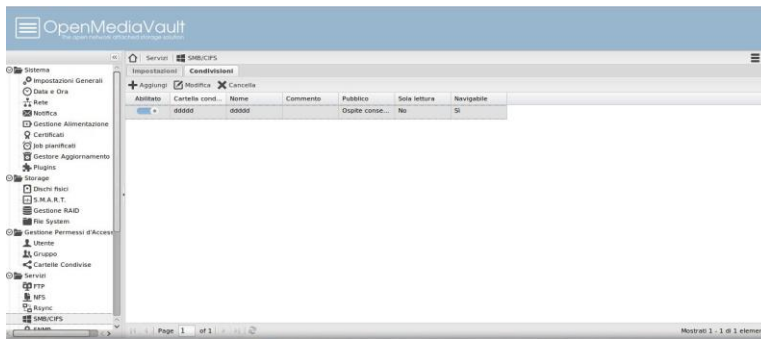 OpenMediaVault
The open network attached storage solution
Servizi SMB/CIFS
Impostazioni Condivisioni
Aggiungi Modifica Cancella
Abilitato Cartella cond... Nome Commento Pubblico Sola lettura Navigabile
ddddd ddddd Ospite conse... No Sì
Sistema
Impostazioni Generali
Data e Ora
Rete
Notifica
Gestione Alimentazione
Certificati
Job pianificati
Gestore Aggiornamento
Plugins
Storage
Dischi fisici
S.M.A.R.T.
Gestione RAID
File System
Gestione Permessi d'Access
Utente
Gruppo
Cartelle Condivise
Servizi
FTP
NFS
Rsync
SMB/CIFS
Page 1 of 1
Mostrati 1 - 1 di 1 elemen